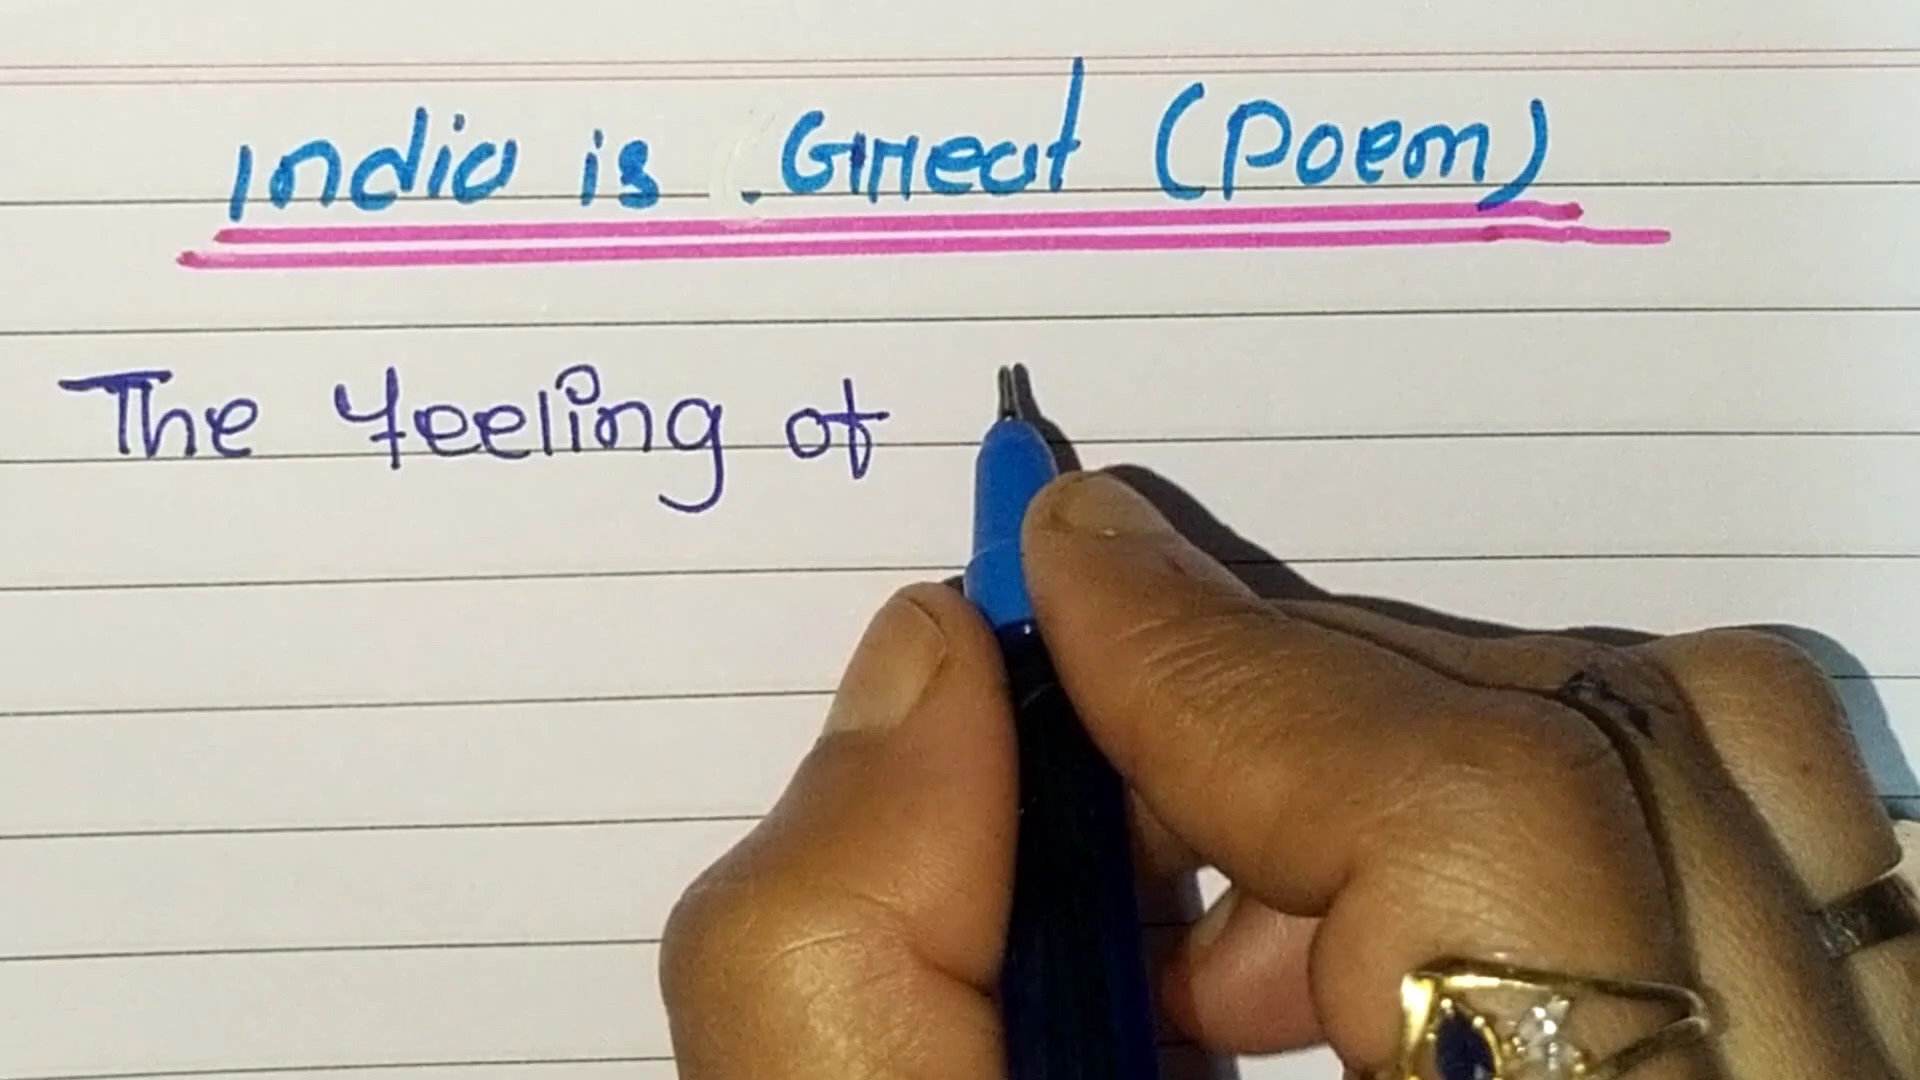 India is Great (Poem)
The feeling of